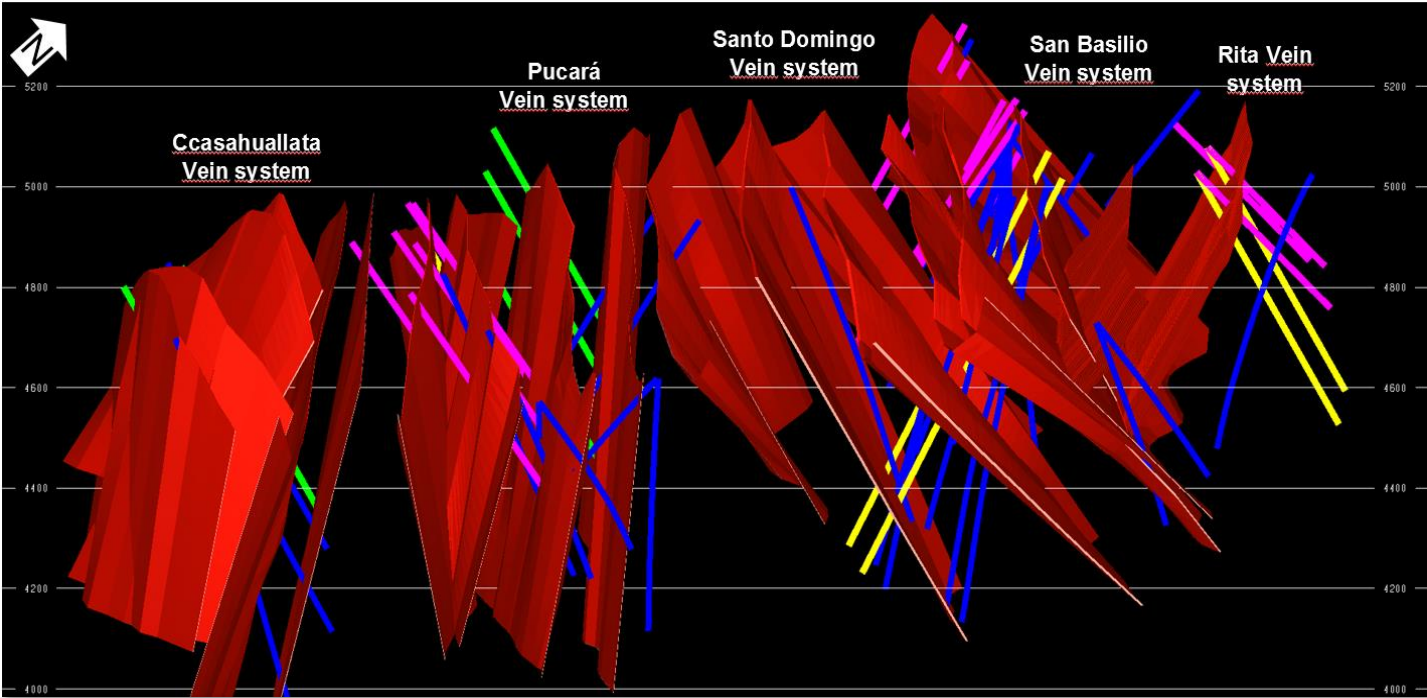 N
Santo Domingo
Vein system
San Basilio
Vein system
Rita Vein
system
Pucará
Vein system
Ccasahuallata
Vein system
5200
5200
5000
5000
4800
4800
4600
4600
4400
4400
4200
4200
4000
4000